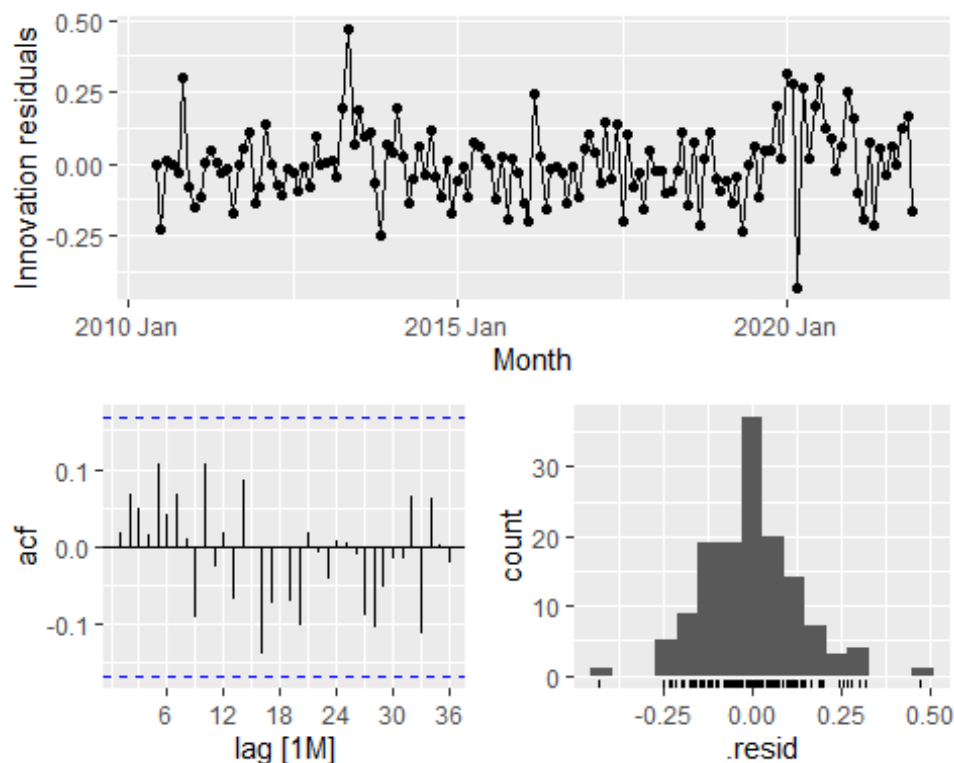 Innovation residuals
0.50
0.25
0.00
-0.25
2010 Jan
2015 Jan
2020 Jan
Month
acf
0.1
0.0
-0.1
6
12
18
24
30
36
lag [1M]
count
30
20
10
0
-0.25
0.00
0.25
0.50
.resid